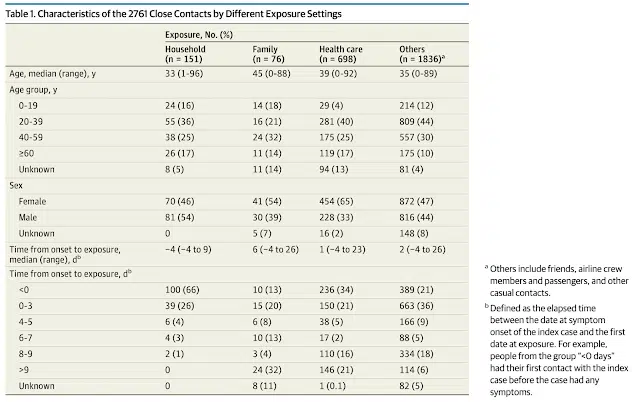 Table 1. Characteristics of the 2761 Close Contacts by Different Exposure Settings
Exposure, No. (%)
Household (n = 151) Family (n = 76) Health care (n = 698) Others (n = 1836)a
Age, median (range), y 33 (1-96) 45 (0-88) 39 (0-92) 35 (0-89)
Age group, y
0-19 24 (16) 14 (18) 29 (4) 214 (12)
20-39 55 (36) 16 (21) 281 (40) 809 (44)
40-59 38 (25) 24 (32) 175 (25) 557 (30)
≥60 26 (17) 11 (14) 119 (17) 175 (10)
Unknown 8 (5) 11 (14) 94 (13) 81 (4)
Sex
Female 70 (46) 41 (54) 454 (65) 872 (47)
Male 81 (54) 30 (39) 228 (33) 816 (44)
Unknown 0 5 (7) 16 (2) 148 (8)
Time from onset to exposure, median (range), db −4 (−4 to 9) 6 (−4 to 26) 1 (−4 to 23) 2 (−4 to 26)
Time from onset to exposure, db
<0 100 (66) 10 (13) 236 (34) 389 (21)
0-3 39 (26) 15 (20) 150 (21) 663 (36)
4-5 6 (4) 6 (8) 38 (5) 166 (9)
6-7 4 (3) 10 (13) 17 (2) 88 (5)
8-9 2 (1) 3 (4) 110 (16) 334 (18)
>9 0 24 (32) 146 (21) 114 (6)
Unknown 0 8 (11) 1 (0.1) 82 (5)
a Others include friends, airline crew
members and passengers, and other
casual contacts.
b Defined as the elapsed time
between the date at symptom
onset of the index case and the first
date at exposure. For example,
people from the group "<0 days"
had their first contact with the index
case before the case had any
symptoms.